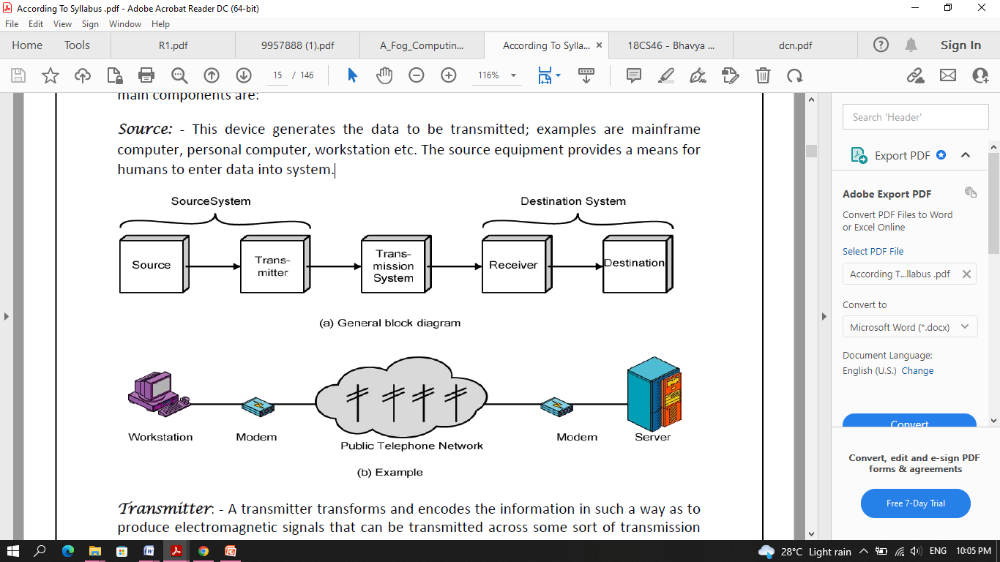 According To Syllabus .pdf - Adobe Acrobat Reader DC (64-bit)
File Edit View Sign Window Help
Home Tools R1.pdf 9957888 (1).pdf A_Fog_Computin... According To Sylla... × 18CS46 - Bhavya ... dcn.pdf Sign In
15 / 146 116%
main components are:
Source: - This device generates the data to be transmitted; examples are mainframe
computer, personal computer, workstation etc. The source equipment provides a means for
humans to enter data into system.
SourceSystem Destination System
Source
Trans-
mitter
Trans-
mission
System
Receiver
Destination
(a) General block diagram
Workstation Modem Public Telephone Network Modem Server
(b) Example
Transmitter: - A transmitter transforms and encodes the information in such a way as to
produce electromagnetic signals that can be transmitted across some sort of transmission
Search 'Header'
Export PDF
Adobe Export PDF
Convert PDF Files to Word
or Excel Online
Select PDF File
According T...llabus .pdf
Convert to
Microsoft Word (*.docx)
Document Language:
English (U.S.) Change
Convert
Convert, edit and e-sign PDF
forms & agreements
Free 7-Day Trial
28°C Light rain ENG 10:05 PM